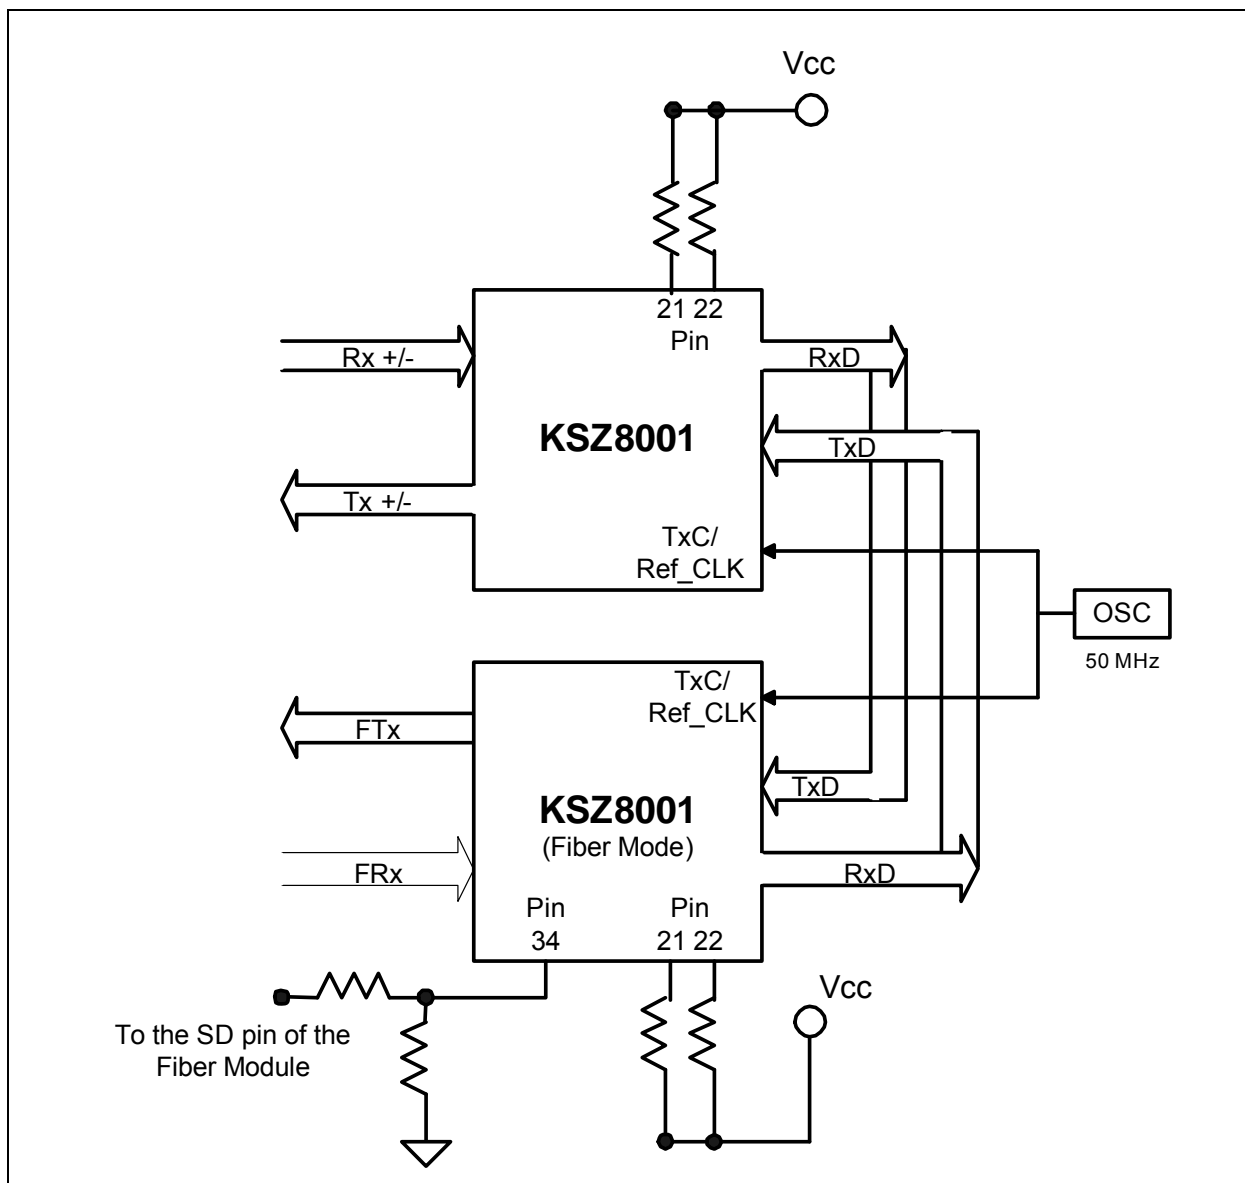 Vcc
21 22
Pin
Rx +/-
RxD
KSZ8001
TxD
Tx +/-
TxC/
Ref_CLK
OSC
50 MHz
TxC/
Ref_CLK
FTx
TxD
KSZ8001
(Fiber Mode)
FRx
RxD
Pin
34
Pin
21 22
Vcc
To the SD pin of the
Fiber Module